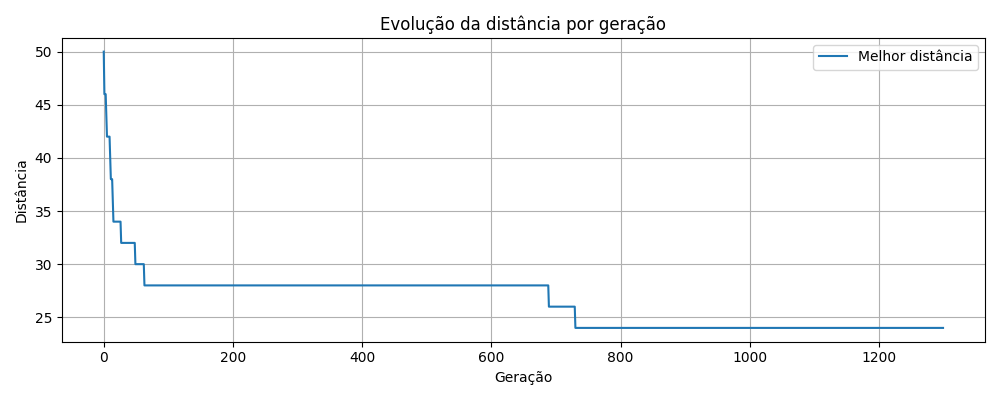 Evolução da distância por geração
Melhor distância
50
45
40
35
30
25
Distância
0 200 400 600 800 1000 1200
Geração